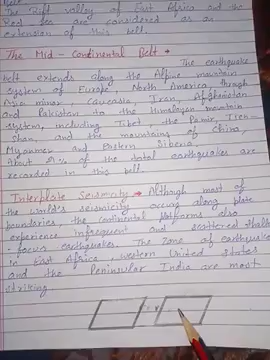 The Rift valley of East Africa and the
Red Sea are considered as an
extension of this belt.
The Mid-Continental Belt →
The earthquake
belt extends along the Alpine mountain
system of Europe, North America, though
Asia minor, Caucasia, Iran, Afghanistan
and Pakistan to the Himalayan mountain
system, including Tibet, the Pamir, Tien-
shan, and the mountains of China,
Myanmar and Eastern Siberia.
About 21% of the total earthquakes are
recorded in this belt.
Interplate Seismicity → Although most of
the world's seismicity occurs along plate
boundaries, the continental platforms also
experience infrequent and scattered shallow
- focus earthquakes. The zone of earthquake
in East Africa, western United States
and the Peninsular India are most
striking